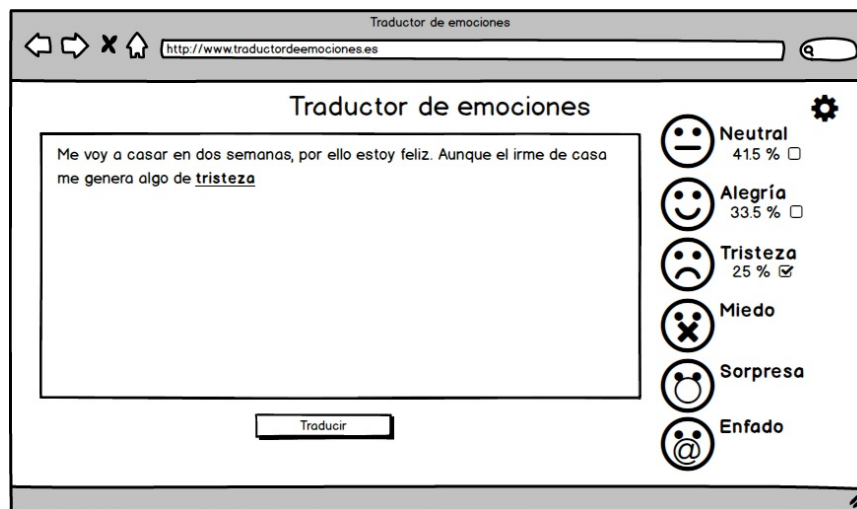 Traductor de emociones
http://www.traductordeemociones.es
Traductor de emociones
Me voy a casar en dos semanas, por ello estoy feliz. Aunque el irme de casa
me genera algo de tristeza
Traducir
Neutral
41.5 %
Alegría
33.5 %
Tristeza
25 %
Miedo
Sorpresa
Enfado
@